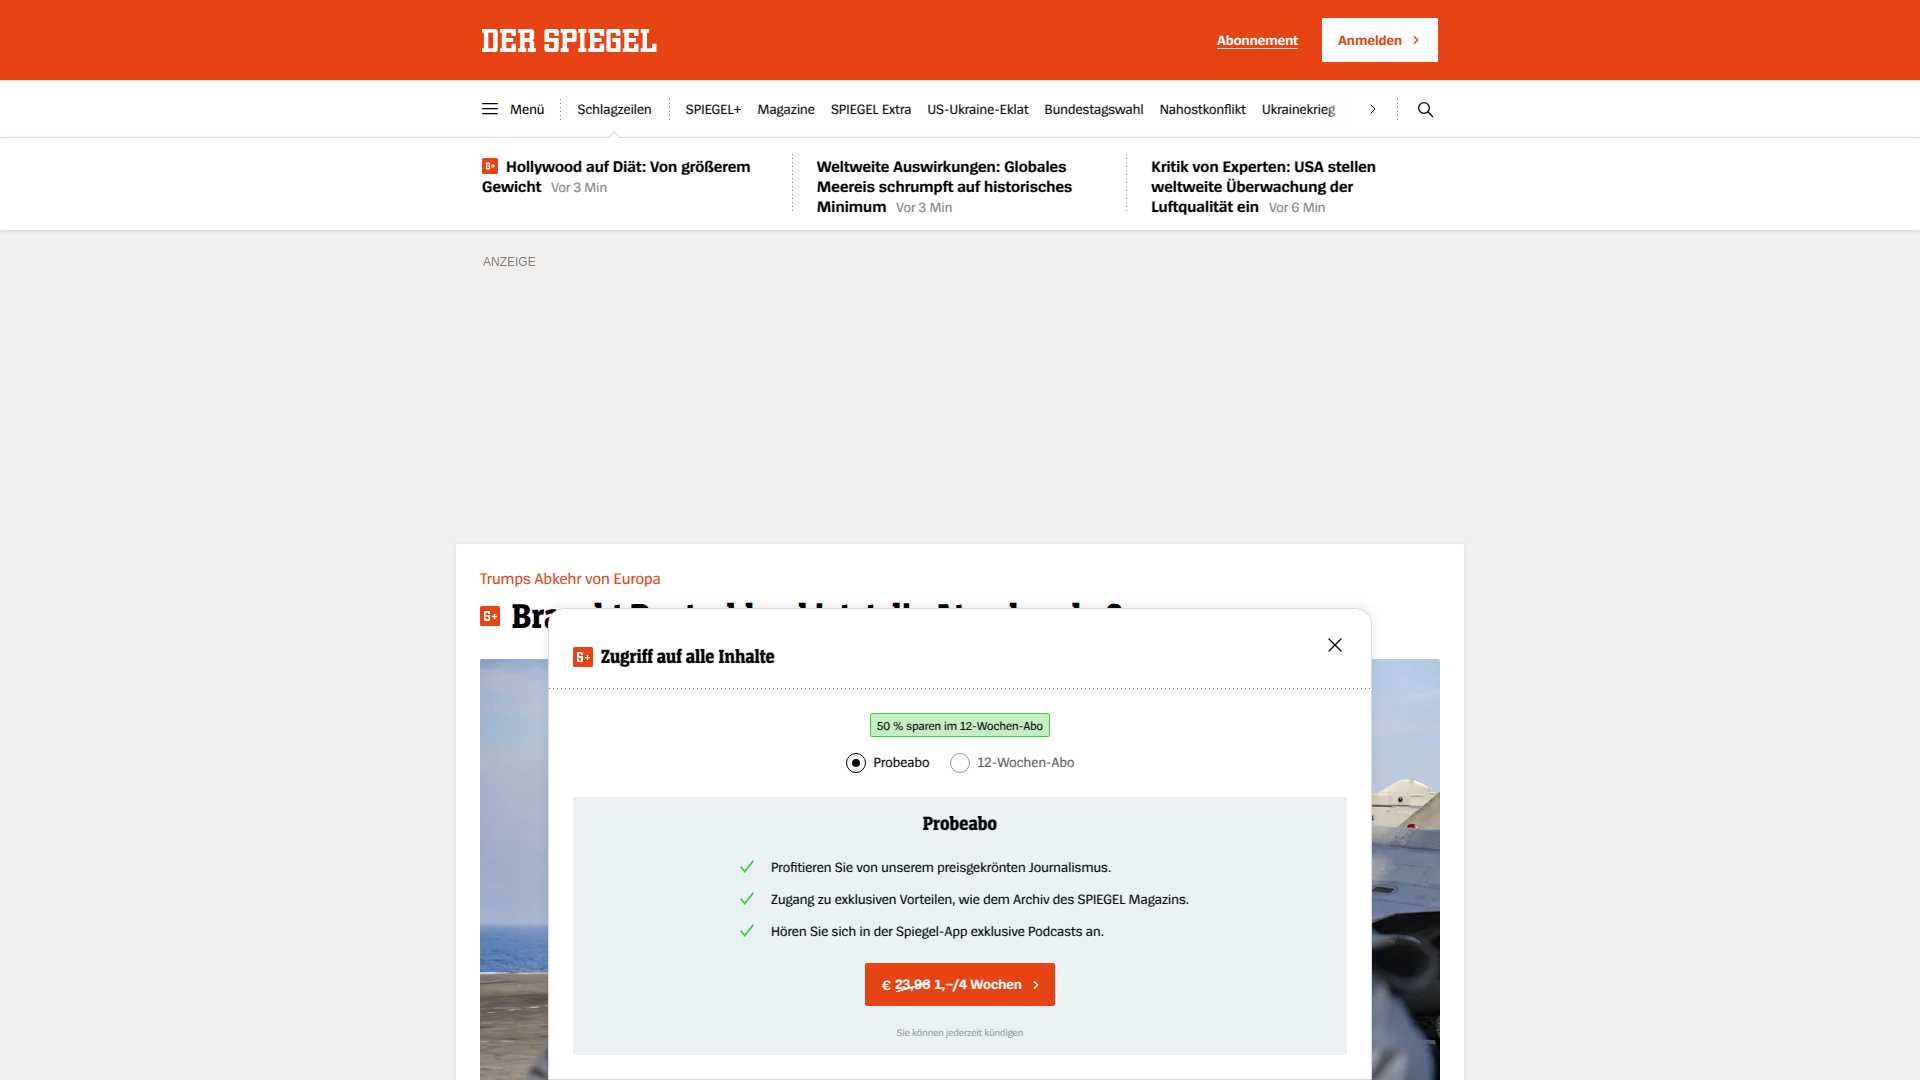 DER SPIEGEL
Abonnement
Anmelden
Menü
Schlagzeilen
SPIEGEL+
Magazine
SPIEGEL Extra
US-Ukraine-Eklat
Bundestagswahl
Nahostkonflikt
Ukrainekrieg
Hollywood auf Diät: Von größerem
Gewicht Vor 3 Min
Weltweite Auswirkungen: Globales
Meereis schrumpft auf historisches
Minimum Vor 3 Min
Kritik von Experten: USA stellen
weltweite Überwachung der
Luftqualität ein Vor 6 Min
ANZEIGE
Trumps Abkehr von Europa
Zugriff auf alle Inhalte
50 % sparen im 12-Wochen-Abo
Probeabo
12-Wochen-Abo
Probeabo
Profitieren Sie von unserem preisgekrönten Journalismus.
Zugang zu exklusiven Vorteilen, wie dem Archiv des SPIEGEL Magazins.
Hören Sie sich in der Spiegel-App exklusive Podcasts an.
€ 23,96 1,–/4 Wochen
Sie können jederzeit kündigen